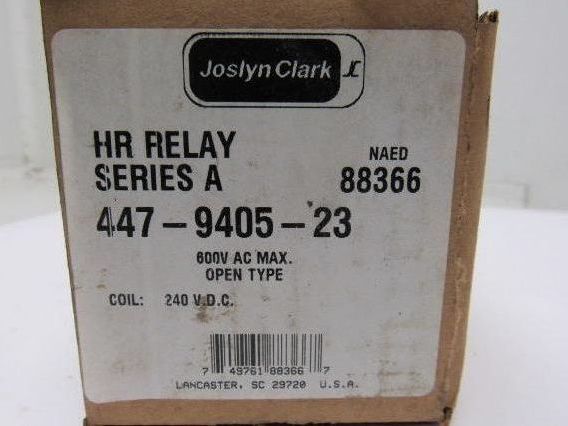 Joslyn Clark JC
HR RELAY
SERIES A
NAED
88366
447-9405-23
600V AC MAX.
OPEN TYPE
COIL: 240 V.D.C.
7 49761 88366 7
LANCASTER, SC 29720 U.S.A.